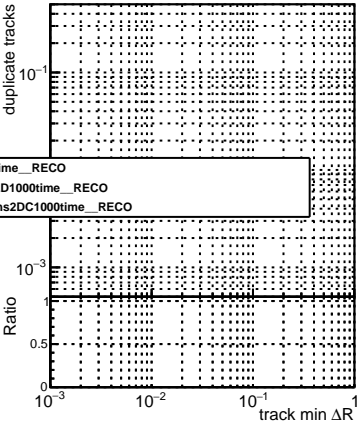 duplicate tracks
10⁻¹
ime__RECO
D1000time__RECO
ns2DC1000time__RECO
10⁻³
Ratio
1
0.5
0
10⁻³ 10⁻² 10⁻¹ 1
track min ΔR